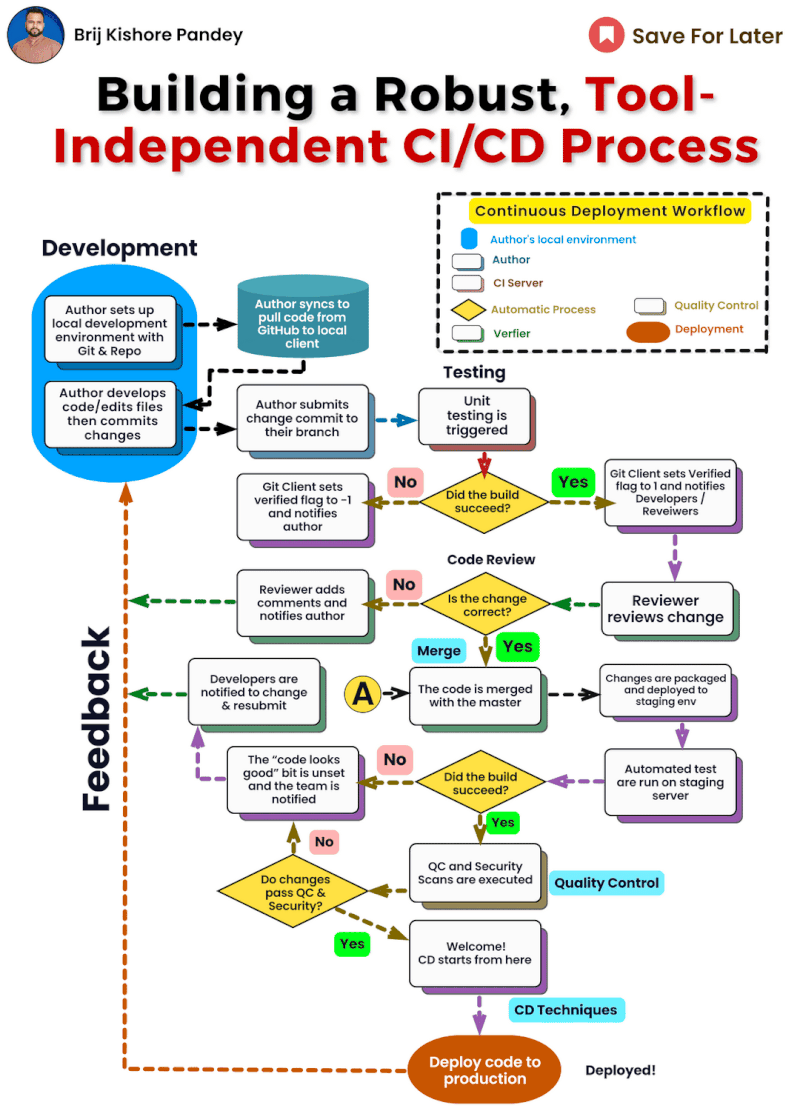 Brij Kishore Pandey
Save For Later
Building a Robust, Tool-
Independent CI/CD Process
Continuous Deployment Workflow
Author's local environment
Author
CI Server
Automatic Process
Quality Control
Verfier
Deployment
Development
Author sets up
local development
environment with
Git & Repo
Author syncs to
pull code from
GitHub to local
client
Author develops
code/edits files
then commits
changes
Author submits
change commit to
their branch
Testing
Unit
testing is
triggered
Git Client sets
verified flag to -1
and notifies
author
No
Did the build
succeed?
Yes
Git Client sets Verified
flag to 1 and notifies
Developers /
Reveiwers
Code Review
Reviewer adds
comments and
notifies author
No
Is the change
correct?
Reviewer
reviews change
Merge
Yes
Feedback
Developers are
notified to change
& resubmit
A
The code is merged
with the master
Changes are packaged
and deployed to
staging env
The “code looks
good” bit is unset
and the team is
notified
No
Did the build
succeed?
Automated test
are run on staging
server
Yes
No
Do changes
pass QC &
Security?
QC and Security
Scans are executed
Quality Control
Yes
Welcome!
CD starts from here
CD Techniques
Deploy code to
production
Deployed!